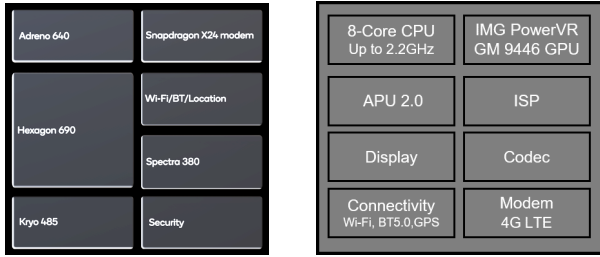 Adreno 640
Snapdragon X24 modem
Hexagon 690
Wi-Fi/BT/Location
Spectra 380
Kryo 485
Security
8-Core CPU
Up to 2.2GHz
IMG PowerVR
GM 9446 GPU
APU 2.0
ISP
Display
Codec
Connectivity
Wi-Fi, BT5.0,GPS
Modem
4G LTE